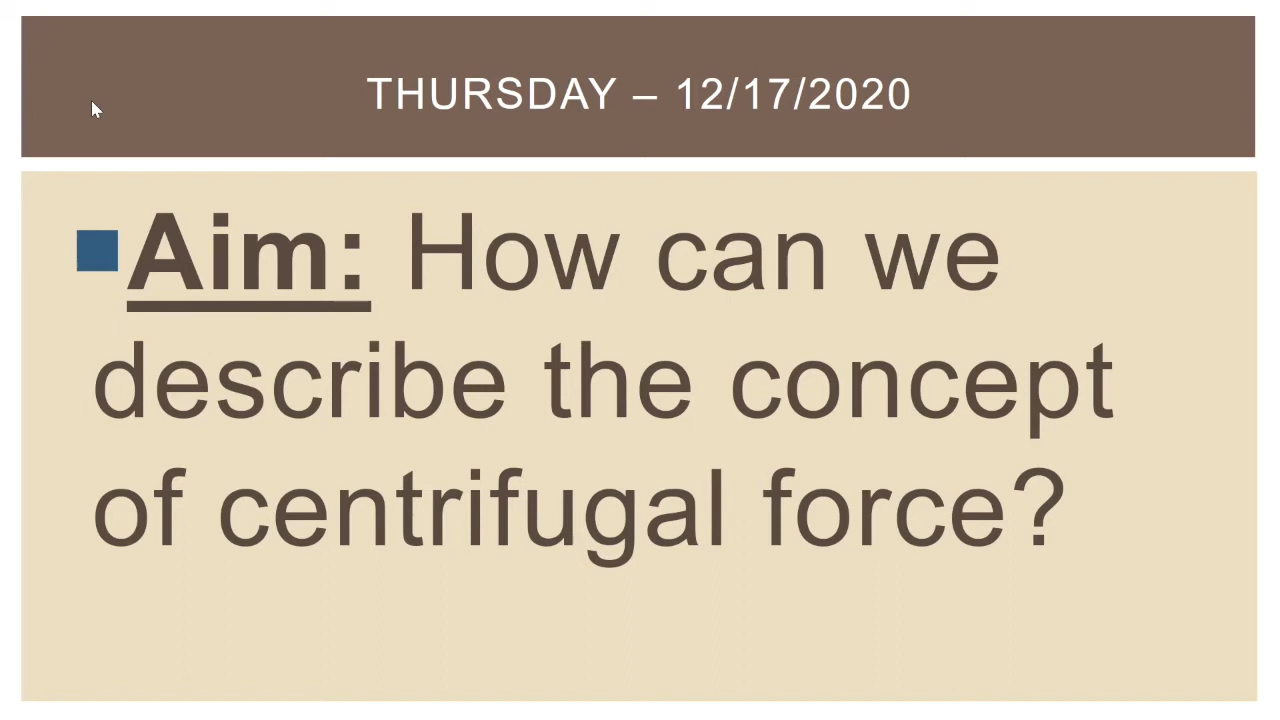 THURSDAY – 12/17/2020
Aim: How can we
describe the concept
of centrifugal force?